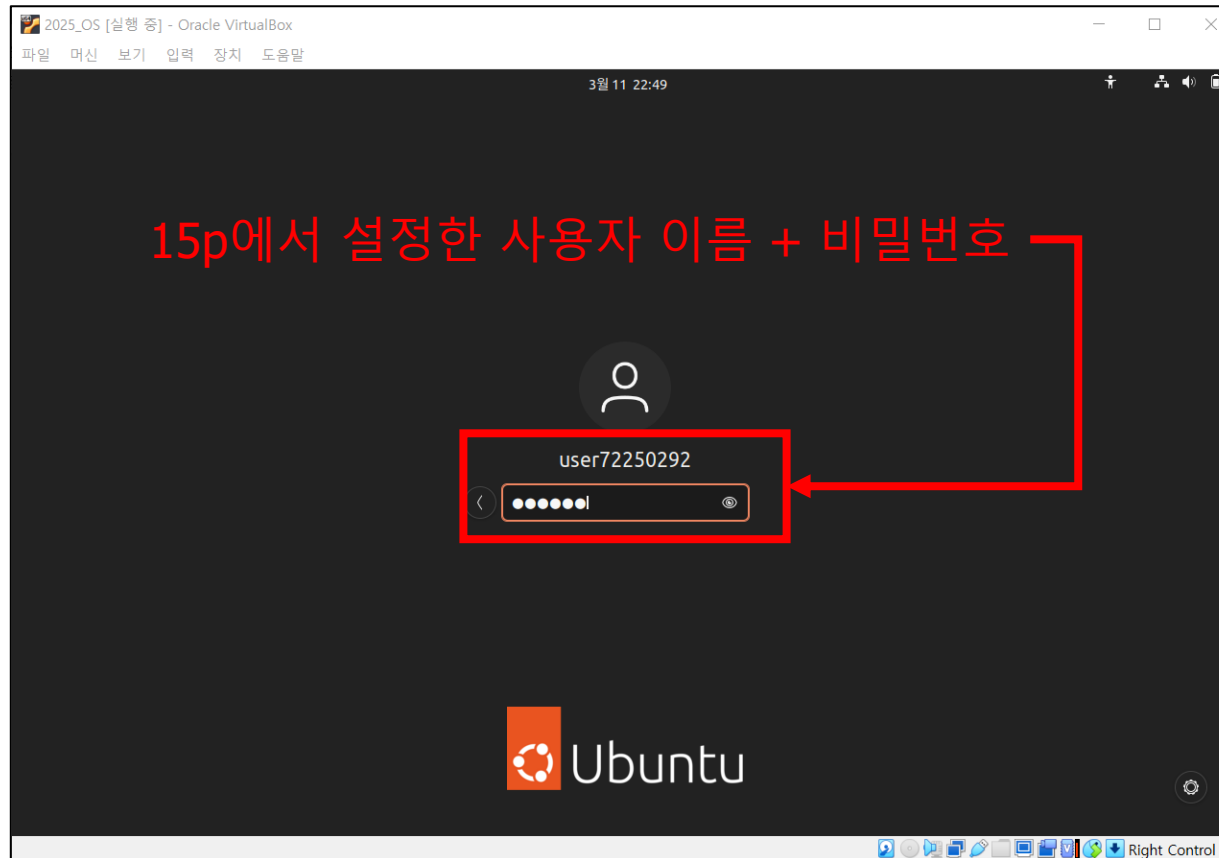 2025_OS [실행 중] - Oracle VirtualBox
파일 머신 보기 입력 장치 도움말
3월 11 22:49
15p에서 설정한 사용자 이름 + 비밀번호
user72250292
Ubuntu
Right Control